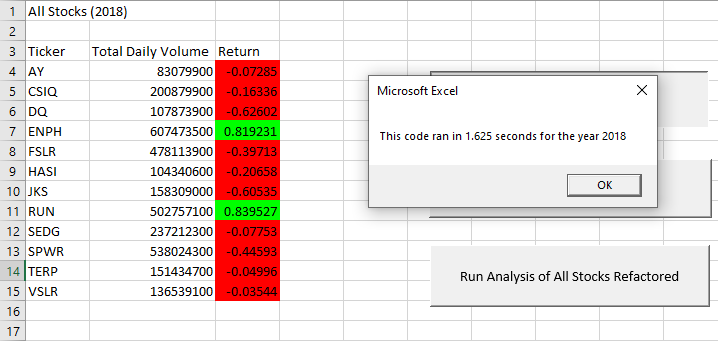 1 All Stocks (2018)
2
3 Ticker Total Daily Volume Return
4 AY 83079900 -0.07285
5 CSIQ 200879900 -0.16336
6 DQ 107873900 -0.62602
7 ENPH 607473500 0.819231
8 FSLR 478113900 -0.39713
9 HASI 104340600 -0.20658
10 JKS 158309000 -0.60535
11 RUN 502757100 0.839527
12 SEDG 237212300 -0.07753
13 SPWR 538024300 -0.44593
14 TERP 151434700 -0.04996
15 VSLR 136539100 -0.03544
16
17
Microsoft Excel
This code ran in 1.625 seconds for the year 2018
OK
Run Analysis of All Stocks Refactored